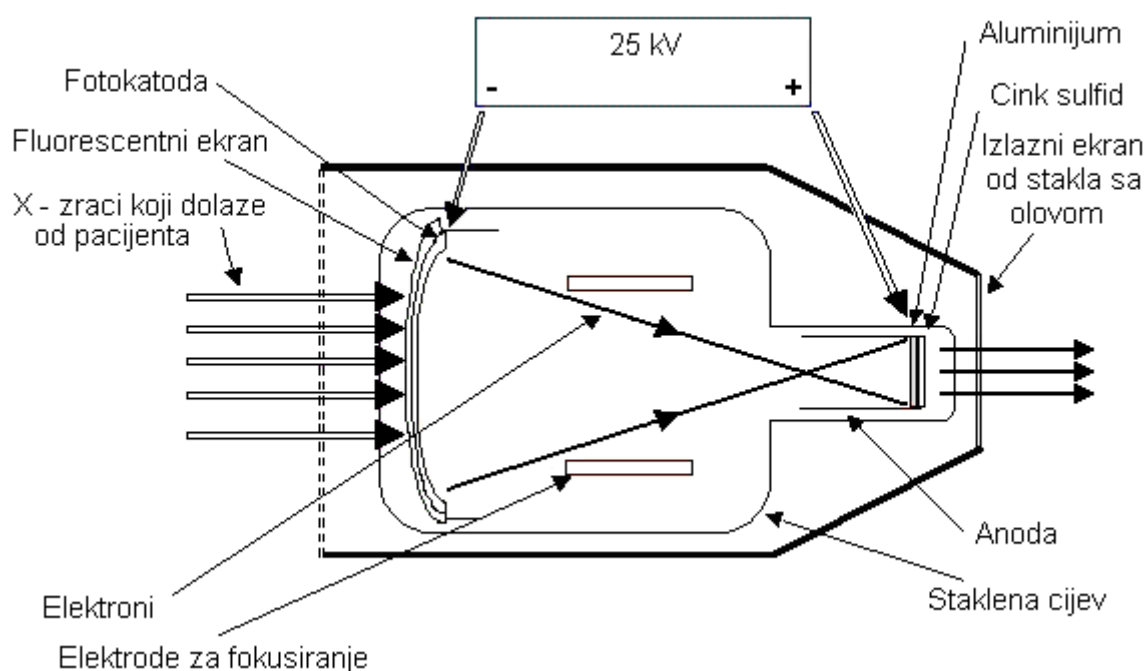 25 kV
- +
Fotokatoda
Fluorescentni ekran
X - zraci koji dolaze
od pacijenta
Aluminijum
Cink sulfid
Izlazni ekran
od stakla sa
olovom
Anoda
Staklena cijev
Elektroni
Elektrode za fokusiranje